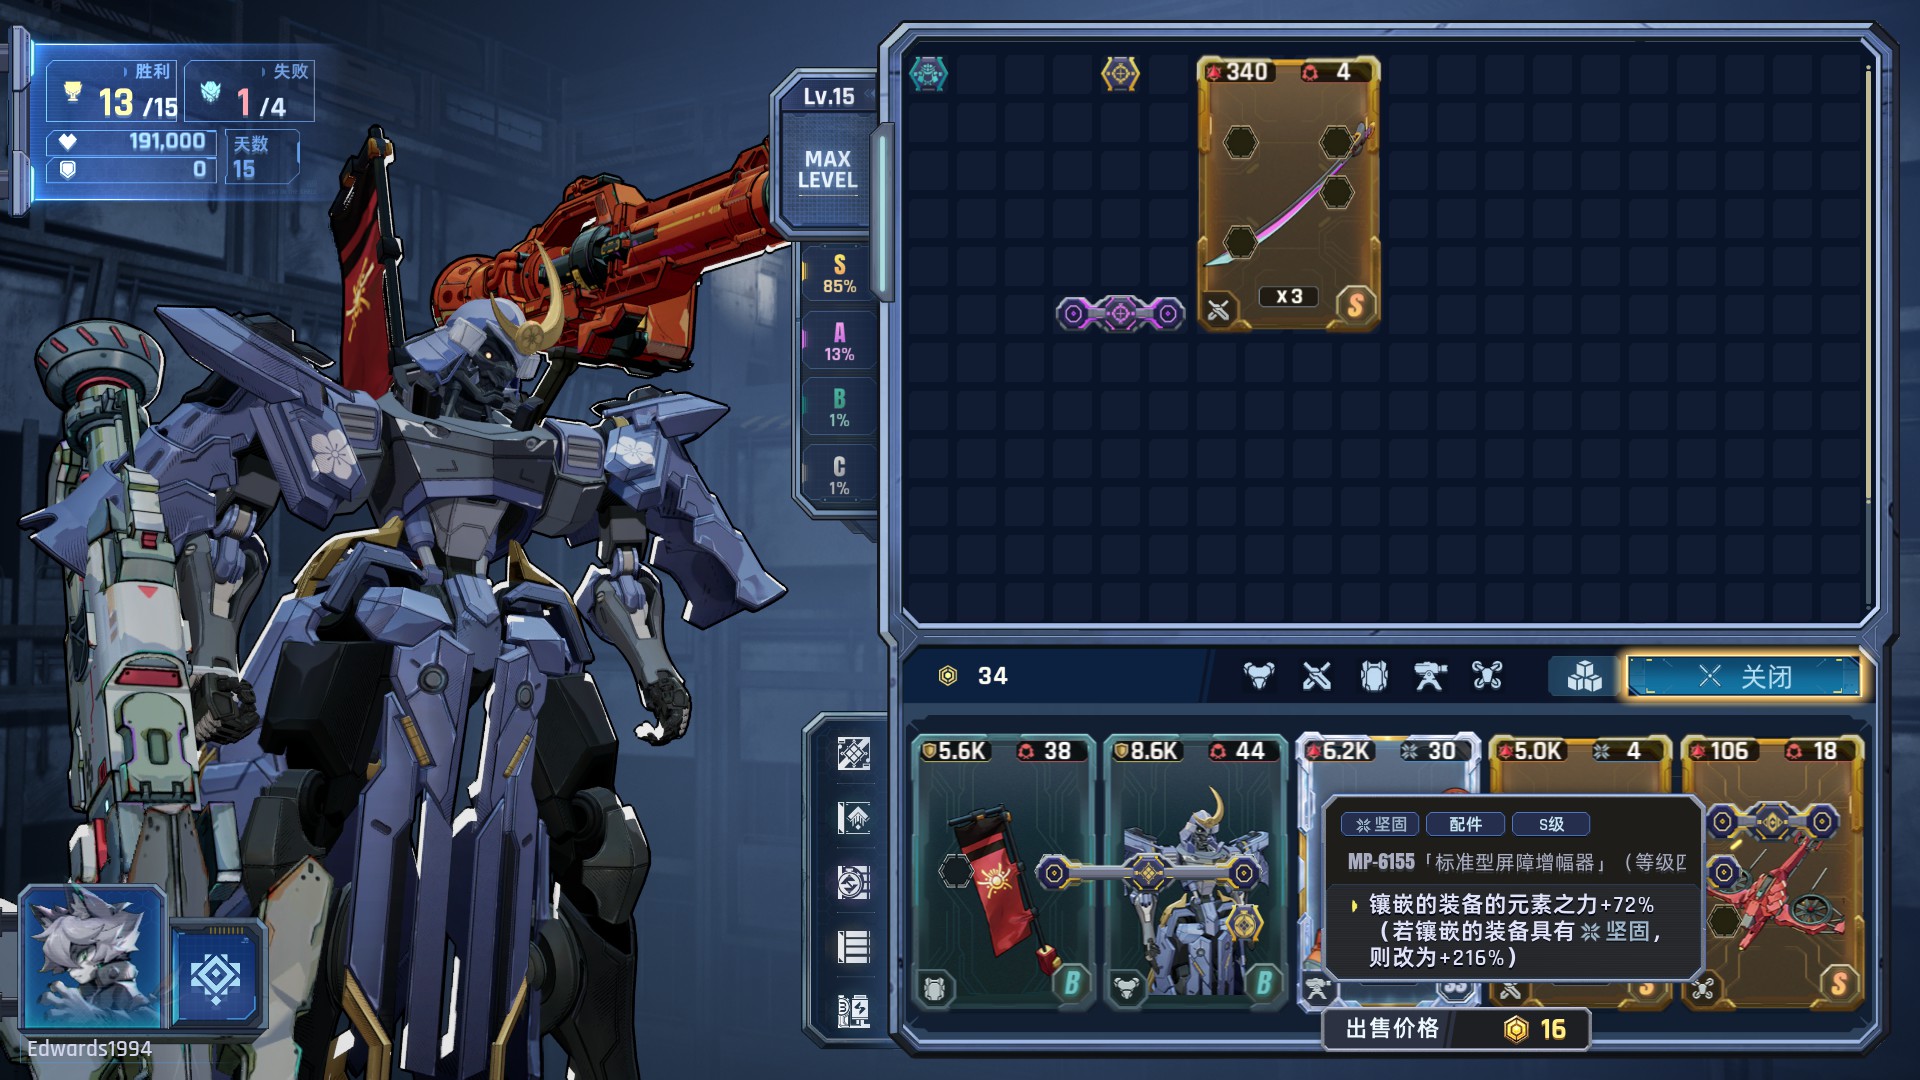 胜利
13 /15
失败
1 /4
191,000
0
天数
15
Lv.15
MAX
LEVEL
S
85%
A
13%
B
1%
C
1%
340
4
x3
S
34
关闭
5.6K
38
B
8.6K
44
B
6.2K
30
5.0K
4
106
18
S
坚固
配件
S级
MP-6155「标准型屏障增幅器」（等级
镶嵌的装备的元素之力+72%
（若镶嵌的装备具有坚固，
则改为+216%）
出售价格
16
Edwards1994